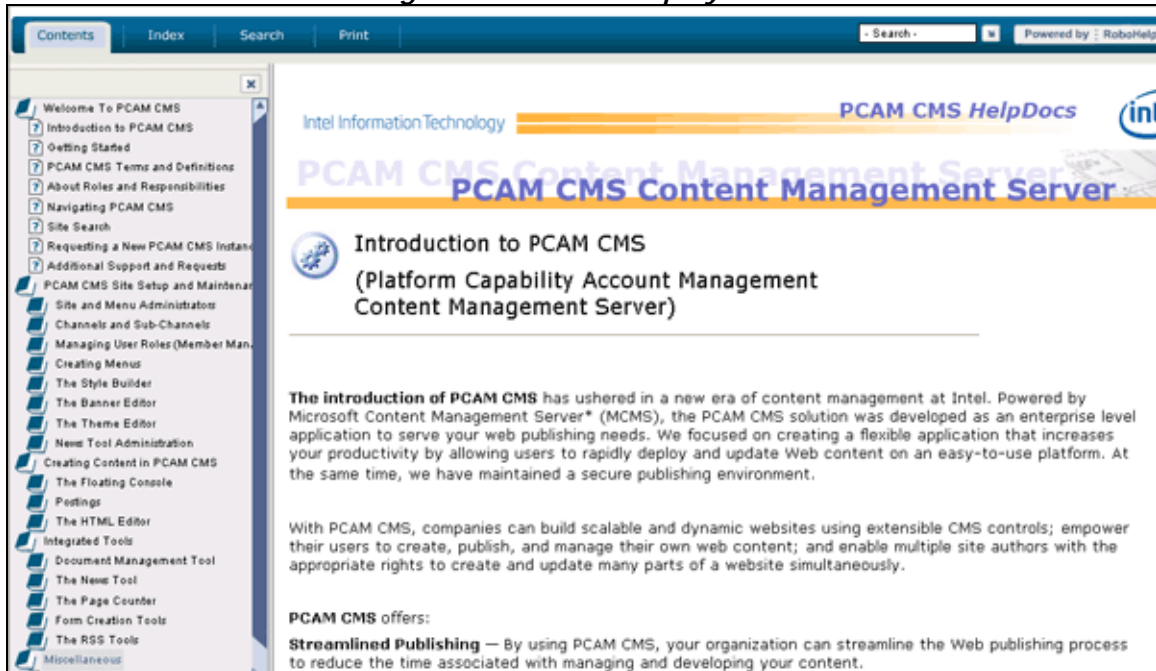 Contents Index Search Print - Search - Powered by RoboHelp
Welcome To PCAM CMS
Introduction to PCAM CMS
Getting Started
PCAM CMS Terms and Definitions
About Roles and Responsibilities
Navigating PCAM CMS
Site Search
Requesting a New PCAM CMS Instanc
Additional Support and Requests
PCAM CMS Site Setup and Maintenan
Site and Menu Administrators
Channels and Sub-Channels
Managing User Roles (Member Man
Creating Menus
The Style Builder
The Banner Editor
The Theme Editor
News Tool Administration
Creating Content in PCAM CMS
The Floating Console
Postings
The HTML Editor
Integrated Tools
Document Management Tool
The News Tool
The Page Counter
Form Creation Tools
The RSS Tools
Miscellaneous
Intel Information Technology
PCAM CMS HelpDocs
int
PCAM CMS Content Management Server
PCAM CMS Content Management Server
Introduction to PCAM CMS
(Platform Capability Account Management
Content Management Server)
The introduction of PCAM CMS has ushered in a new era of content management at Intel. Powered by
Microsoft Content Management Server* (MCMS), the PCAM CMS solution was developed as an enterprise level
application to serve your web publishing needs. We focused on creating a flexible application that increases
your productivity by allowing users to rapidly deploy and update Web content on an easy-to-use platform. At
the same time, we have maintained a secure publishing environment.
With PCAM CMS, companies can build scalable and dynamic websites using extensible CMS controls; empower
their users to create, publish, and manage their own web content; and enable multiple site authors with the
appropriate rights to create and update many parts of a website simultaneously.
PCAM CMS offers:
Streamlined Publishing — By using PCAM CMS, your organization can streamline the Web publishing process
to reduce the time associated with managing and developing your content.